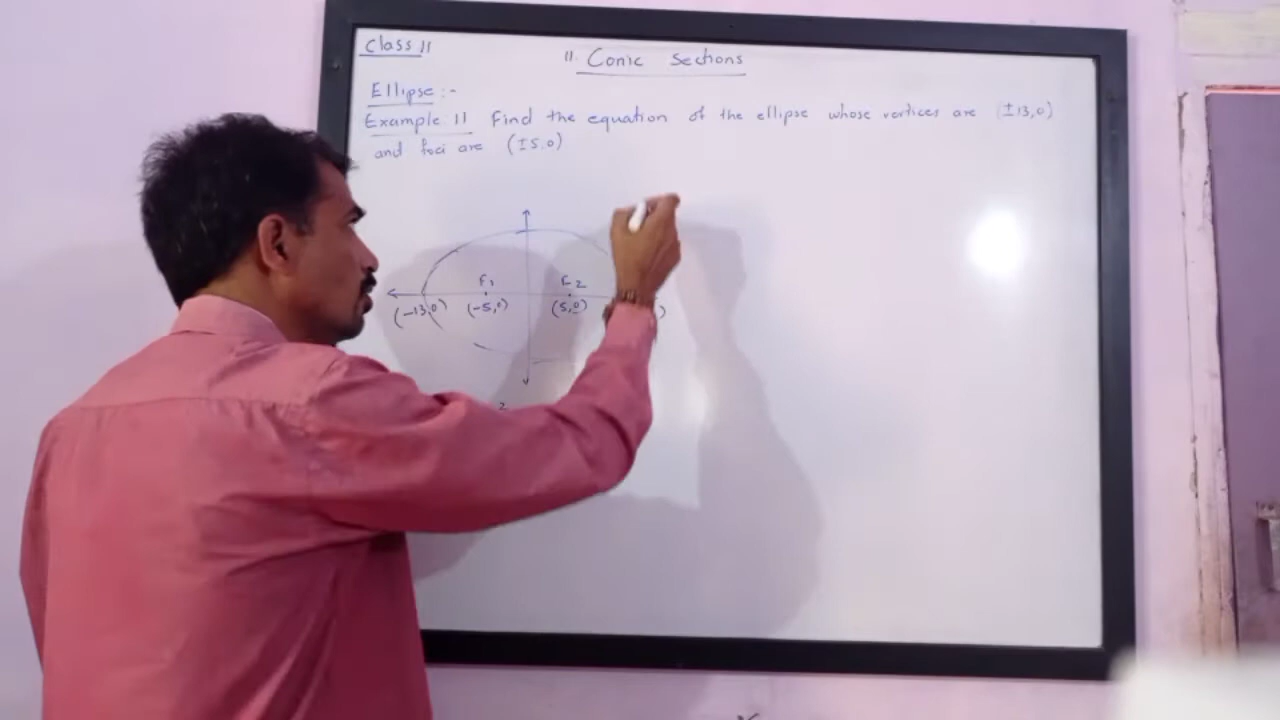 Class 11
11. Conic Sections
Ellipse :-
Example 11 Find the equation of the ellipse whose vertices are (±13,0)
and foci are (±5,0)
F1 F2
(-13,0) (-5,0) (5,0) )
2